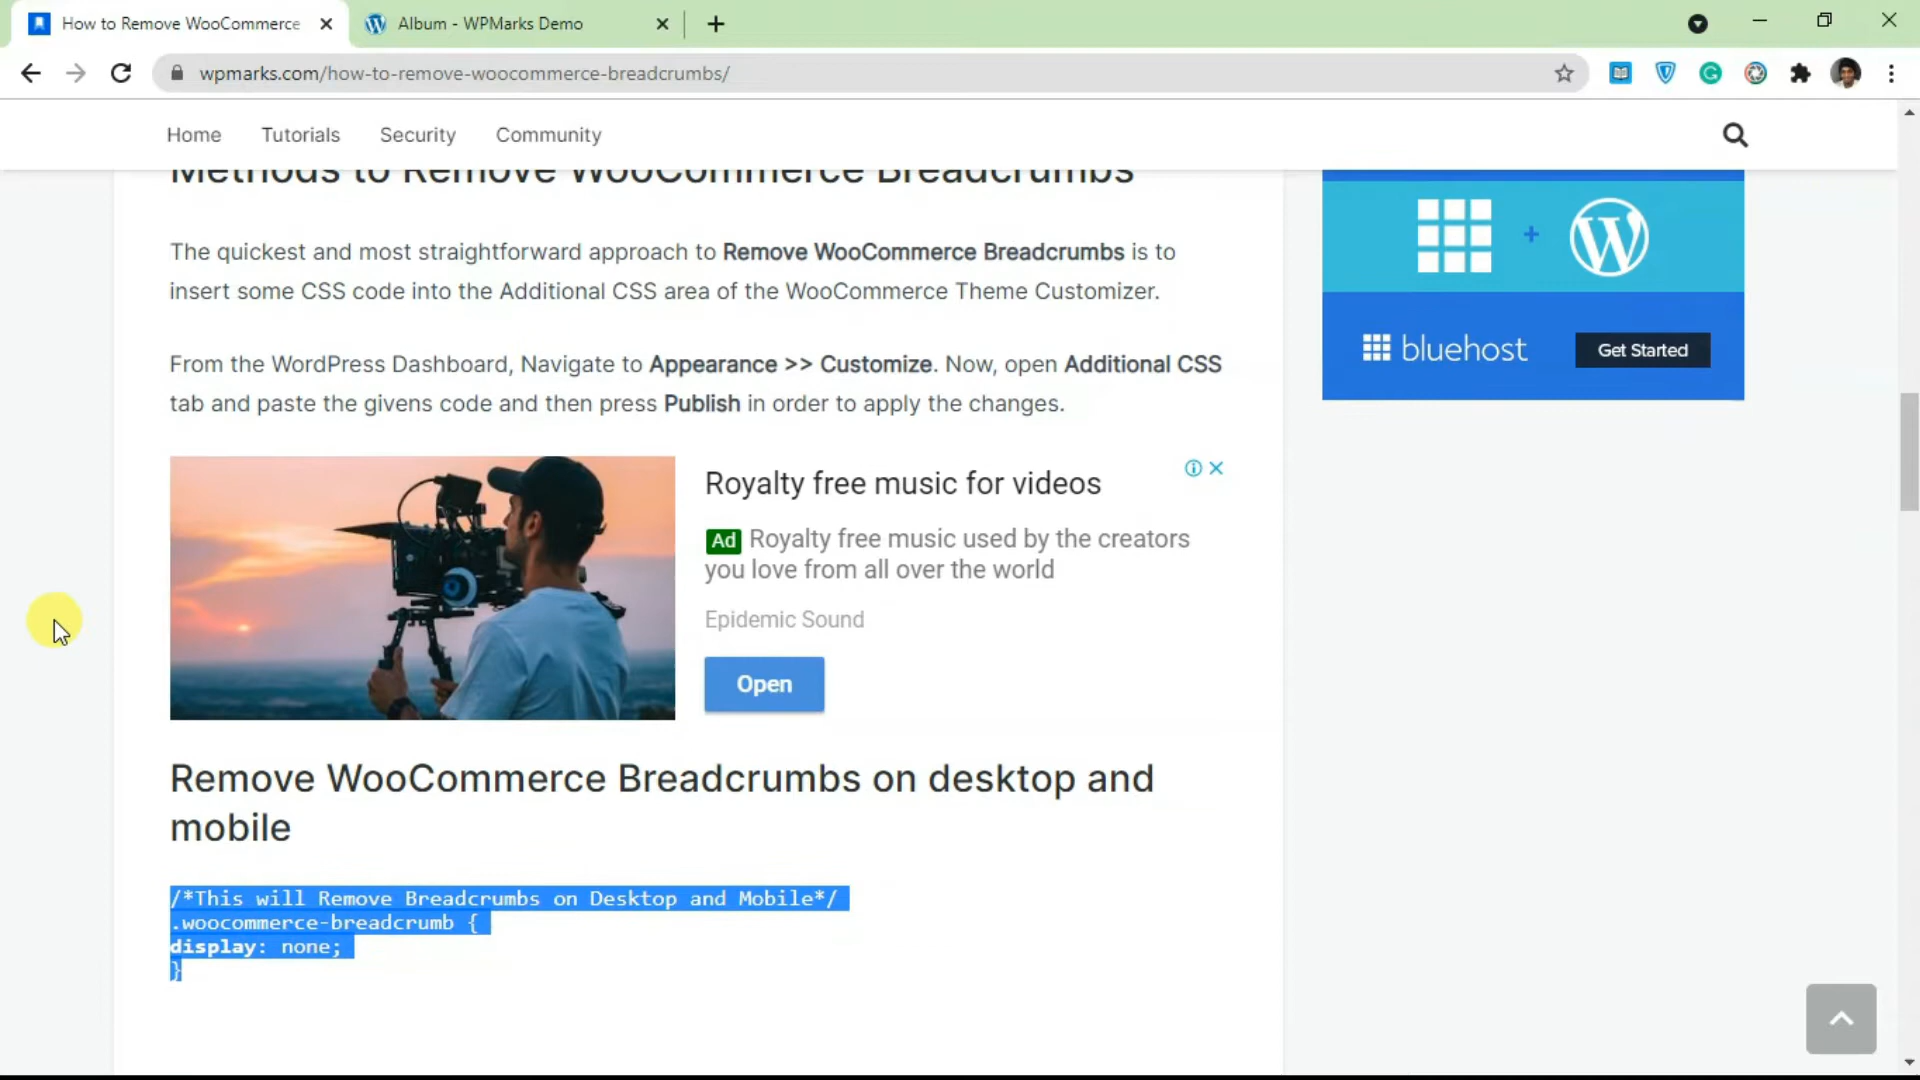 How to Remove WooCommerce
Album - WPMarks Demo
wpmarks.com/how-to-remove-woocommerce-breadcrumbs/
Home Tutorials Security Community
Methods to Remove WooCommerce Breadcrumbs
The quickest and most straightforward approach to Remove WooCommerce Breadcrumbs is to
insert some CSS code into the Additional CSS area of the WooCommerce Theme Customizer.
From the WordPress Dashboard, Navigate to Appearance >> Customize. Now, open Additional CSS
tab and paste the givens code and then press Publish in order to apply the changes.
Royalty free music for videos
Ad Royalty free music used by the creators
you love from all over the world
Epidemic Sound
Open
Remove WooCommerce Breadcrumbs on desktop and
mobile
/*This will Remove Breadcrumbs on Desktop and Mobile*/
.woocommerce-breadcrumb {
display: none;
}
+
bluehost
Get Started